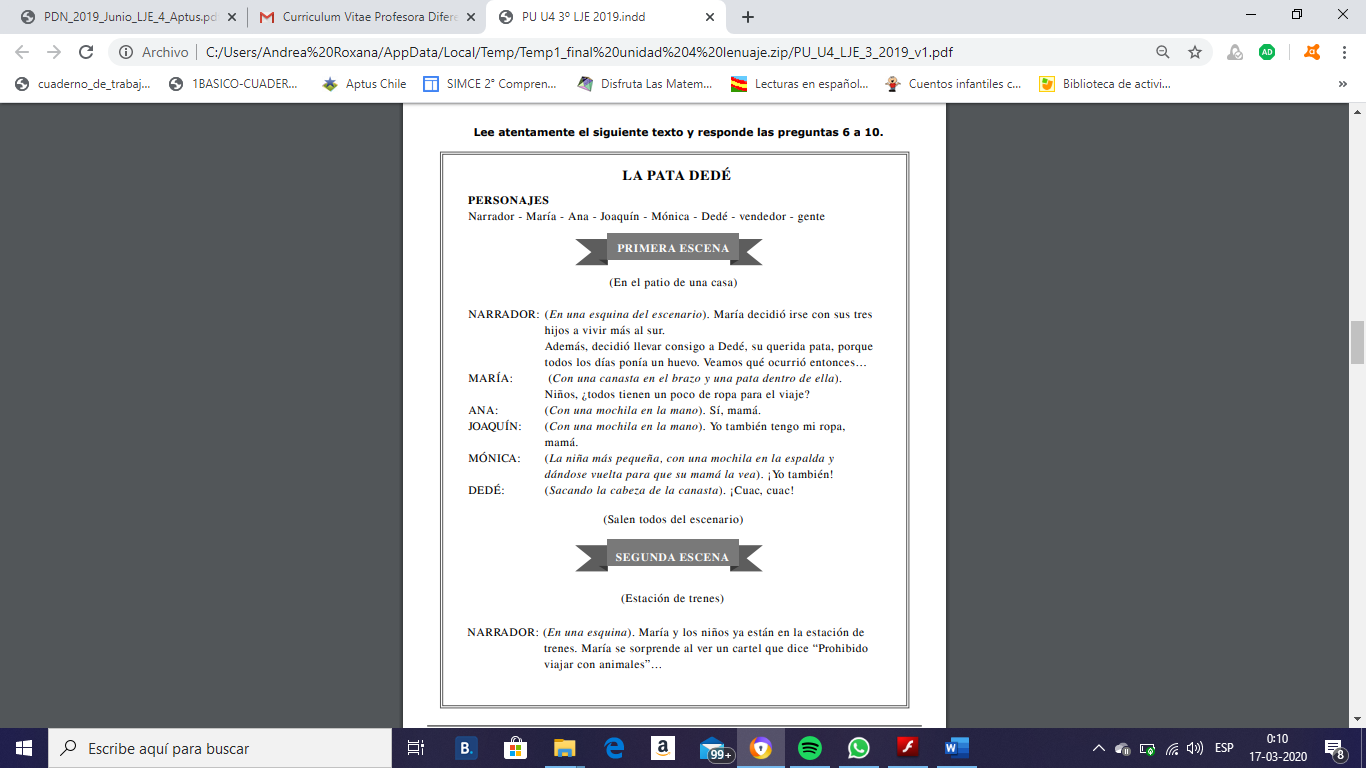 PDN_2019_Junio_LJE_4_Aptus.pd
Curriculum Vitae Profesora Difere
PU U4 3º LJE 2019.indd
Archivo
C:/Users/Andrea%20Roxana/AppData/Local/Temp/Temp1_final%20unidad%204%20lenuaje.zip/PU_U4_LJE_3_2019_v1.pdf
AD
cuaderno_de_trabaj...
1BASICO-CUADER...
Aptus Chile
SIMCE 2° Compren...
Disfruta Las Matem...
Lecturas en español...
Cuentos infantiles c...
Biblioteca de activi...
»
Lee atentamente el siguiente texto y responde las preguntas 6 a 10.
LA PATA DEDÉ
PERSONAJES
Narrador - María - Ana - Joaquín - Mónica - Dedé - vendedor - gente
PRIMERA ESCENA
(En el patio de una casa)
NARRADOR: (En una esquina del escenario). María decidió irse con sus tres
hijos a vivir más al sur.
Además, decidió llevar consigo a Dedé, su querida pata, porque
todos los días ponía un huevo. Veamos qué ocurrió entonces…
MARÍA: (Con una canasta en el brazo y una pata dentro de ella).
Niños, ¿todos tienen un poco de ropa para el viaje?
ANA: (Con una mochila en la mano). Sí, mamá.
JOAQUÍN: (Con una mochila en la mano). Yo también tengo mi ropa,
mamá.
MÓNICA: (La niña más pequeña, con una mochila en la espalda y
dándose vuelta para que su mamá la vea). ¡Yo también!
DEDÉ: (Sacando la cabeza de la canasta). ¡Cuac, cuac!
(Salen todos del escenario)
SEGUNDA ESCENA
(Estación de trenes)
NARRADOR: (En una esquina). María y los niños ya están en la estación de
trenes. María se sorprende al ver un cartel que dice “Prohibido
viajar con animales”…
Escribe aquí para buscar
B.
a
99+
ESP
0:10
17-03-2020
8